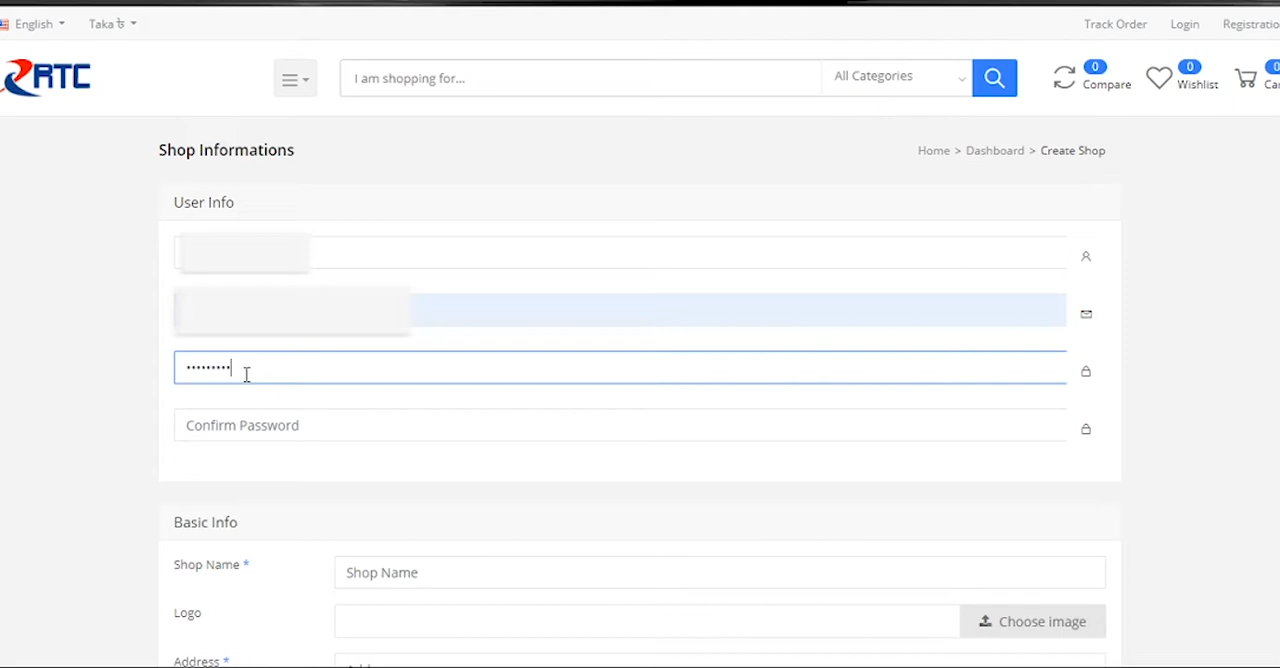 English
Taka ৳
Track Order
Login
Registratio
RTC
I am shopping for...
All Categories
0
Compare
0
Wishlist
0
Car
Shop Informations
Home > Dashboard > Create Shop
User Info
•••••••••
Confirm Password
Basic Info
Shop Name *
Shop Name
Logo
Choose image
Address *